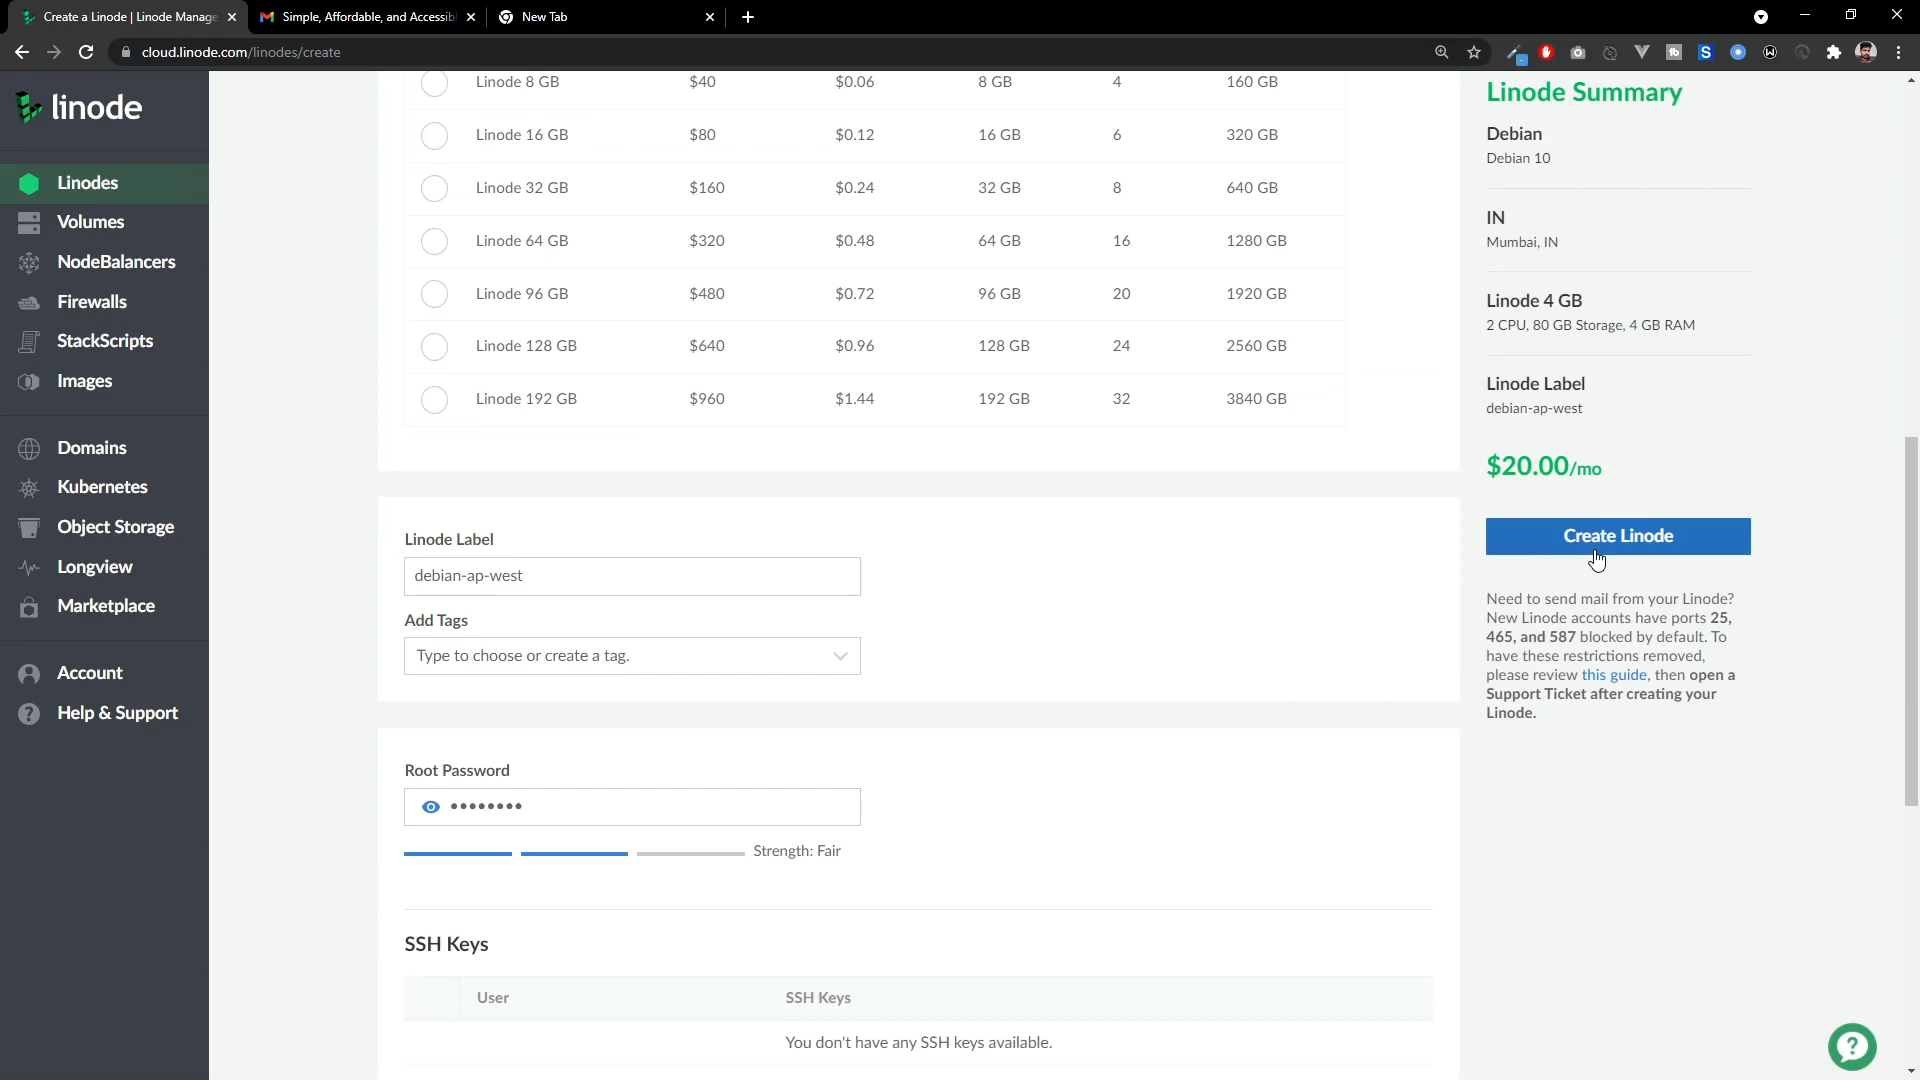 Create a Linode | Linode Manage
Simple, Affordable, and Accessibl
New Tab
cloud.linode.com/linodes/create
linode
Linodes
Volumes
NodeBalancers
Firewalls
StackScripts
Images
Domains
Kubernetes
Object Storage
Longview
Marketplace
Account
Help & Support
Linode 8 GB $40 $0.06 8 GB 4 160 GB
Linode 16 GB $80 $0.12 16 GB 6 320 GB
Linode 32 GB $160 $0.24 32 GB 8 640 GB
Linode 64 GB $320 $0.48 64 GB 16 1280 GB
Linode 96 GB $480 $0.72 96 GB 20 1920 GB
Linode 128 GB $640 $0.96 128 GB 24 2560 GB
Linode 192 GB $960 $1.44 192 GB 32 3840 GB
Linode Label
debian-ap-west
Add Tags
Type to choose or create a tag.
Root Password
••••••••
Strength: Fair
SSH Keys
User SSH Keys
You don't have any SSH keys available.
Linode Summary
Debian
Debian 10
IN
Mumbai, IN
Linode 4 GB
2 CPU, 80 GB Storage, 4 GB RAM
Linode Label
debian-ap-west
$20.00/mo
Create Linode
Need to send mail from your Linode?
New Linode accounts have ports 25,
465, and 587 blocked by default. To
have these restrictions removed,
please review this guide, then open a
Support Ticket after creating your
Linode.